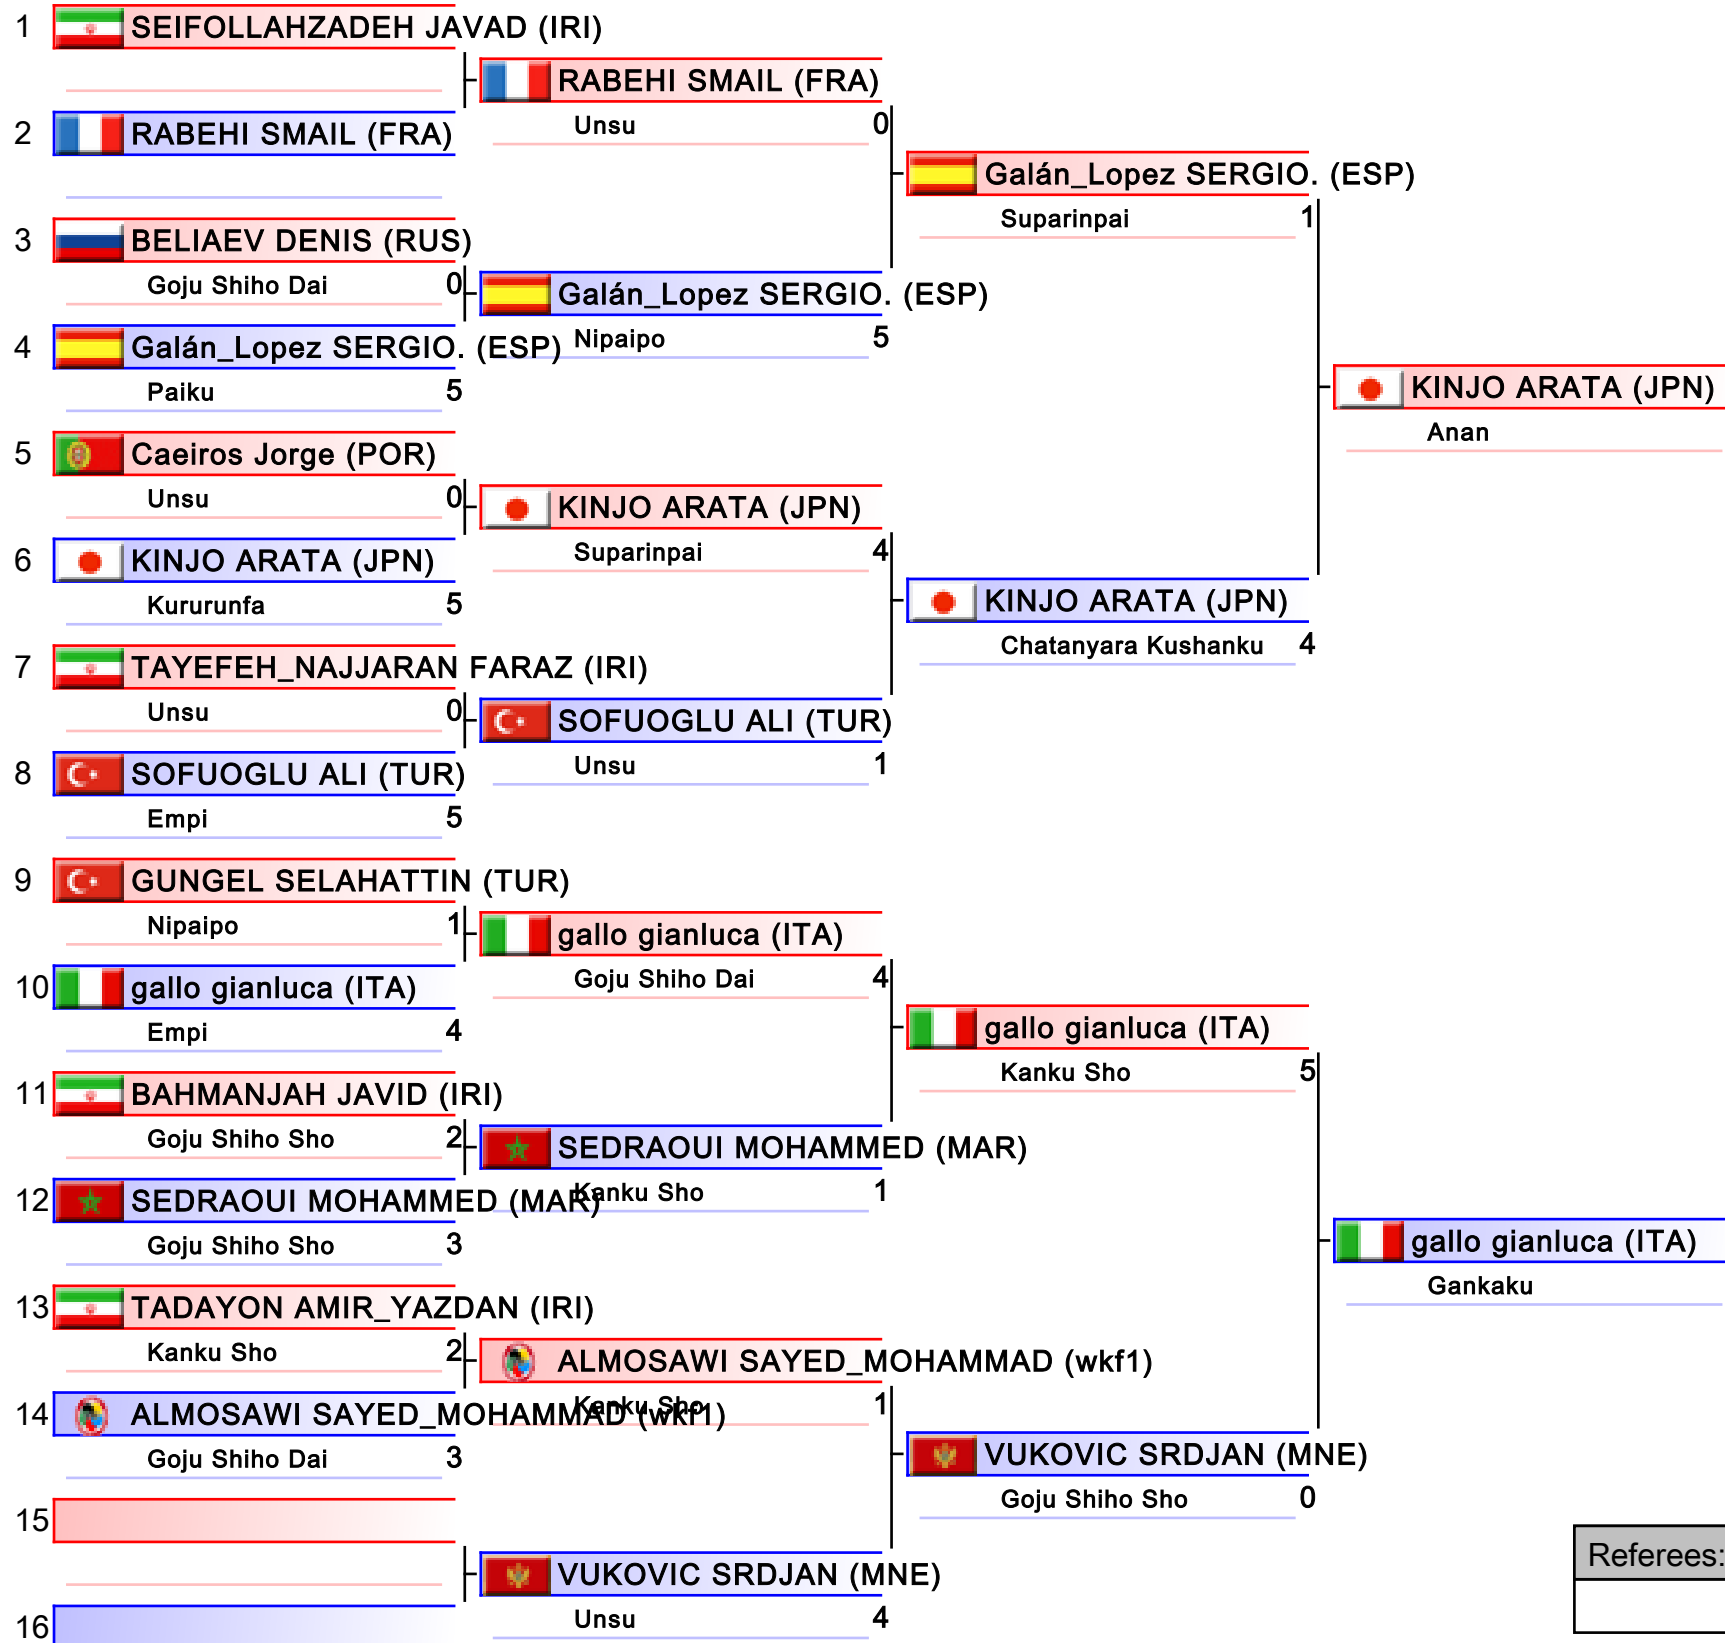 1 SEIFOLLAHZADEH JAVAD (IRI)
RABEHI SMAIL (FRA)
Unsu 0
2 RABEHI SMAIL (FRA)
Galán_Lopez SERGIO. (ESP)
Suparinpai 1
3 BELIAEV DENIS (RUS)
Goju Shiho Dai 0
Galán_Lopez SERGIO. (ESP)
Nipaipo 5
4 Galán_Lopez SERGIO. (ESP)
Paiku 5
KINJO ARATA (JPN)
Anan
5 Caeiros Jorge (POR)
Unsu 0
KINJO ARATA (JPN)
Suparinpai 4
6 KINJO ARATA (JPN)
Kururunfa 5
KINJO ARATA (JPN)
Chatanyara Kushanku 4
7 TAYEFEH_NAJJARAN FARAZ (IRI)
Unsu 0
SOFUOGLU ALI (TUR)
Unsu 1
8 SOFUOGLU ALI (TUR)
Empi 5
9 GUNGEL SELAHATTIN (TUR)
Nipaipo 1
gallo gianluca (ITA)
Goju Shiho Dai 4
10 gallo gianluca (ITA)
Empi 4
gallo gianluca (ITA)
Kanku Sho 5
11 BAHMANJAH JAVID (IRI)
Goju Shiho Sho 2
SEDRAOUI MOHAMMED (MAR)
Kanku Sho 1
12 SEDRAOUI MOHAMMED (MAR)
Goju Shiho Sho 3
gallo gianluca (ITA)
Gankaku
13 TADAYON AMIR_YAZDAN (IRI)
Kanku Sho 2
ALMOSAWI SAYED_MOHAMMAD (wkf1)
Kanku Sho 1
14 ALMOSAWI SAYED_MOHAMMAD (wkf1)
Goju Shiho Dai 3
VUKOVIC SRDJAN (MNE)
Goju Shiho Sho 0
15
VUKOVIC SRDJAN (MNE)
Unsu 4
16
Referees: